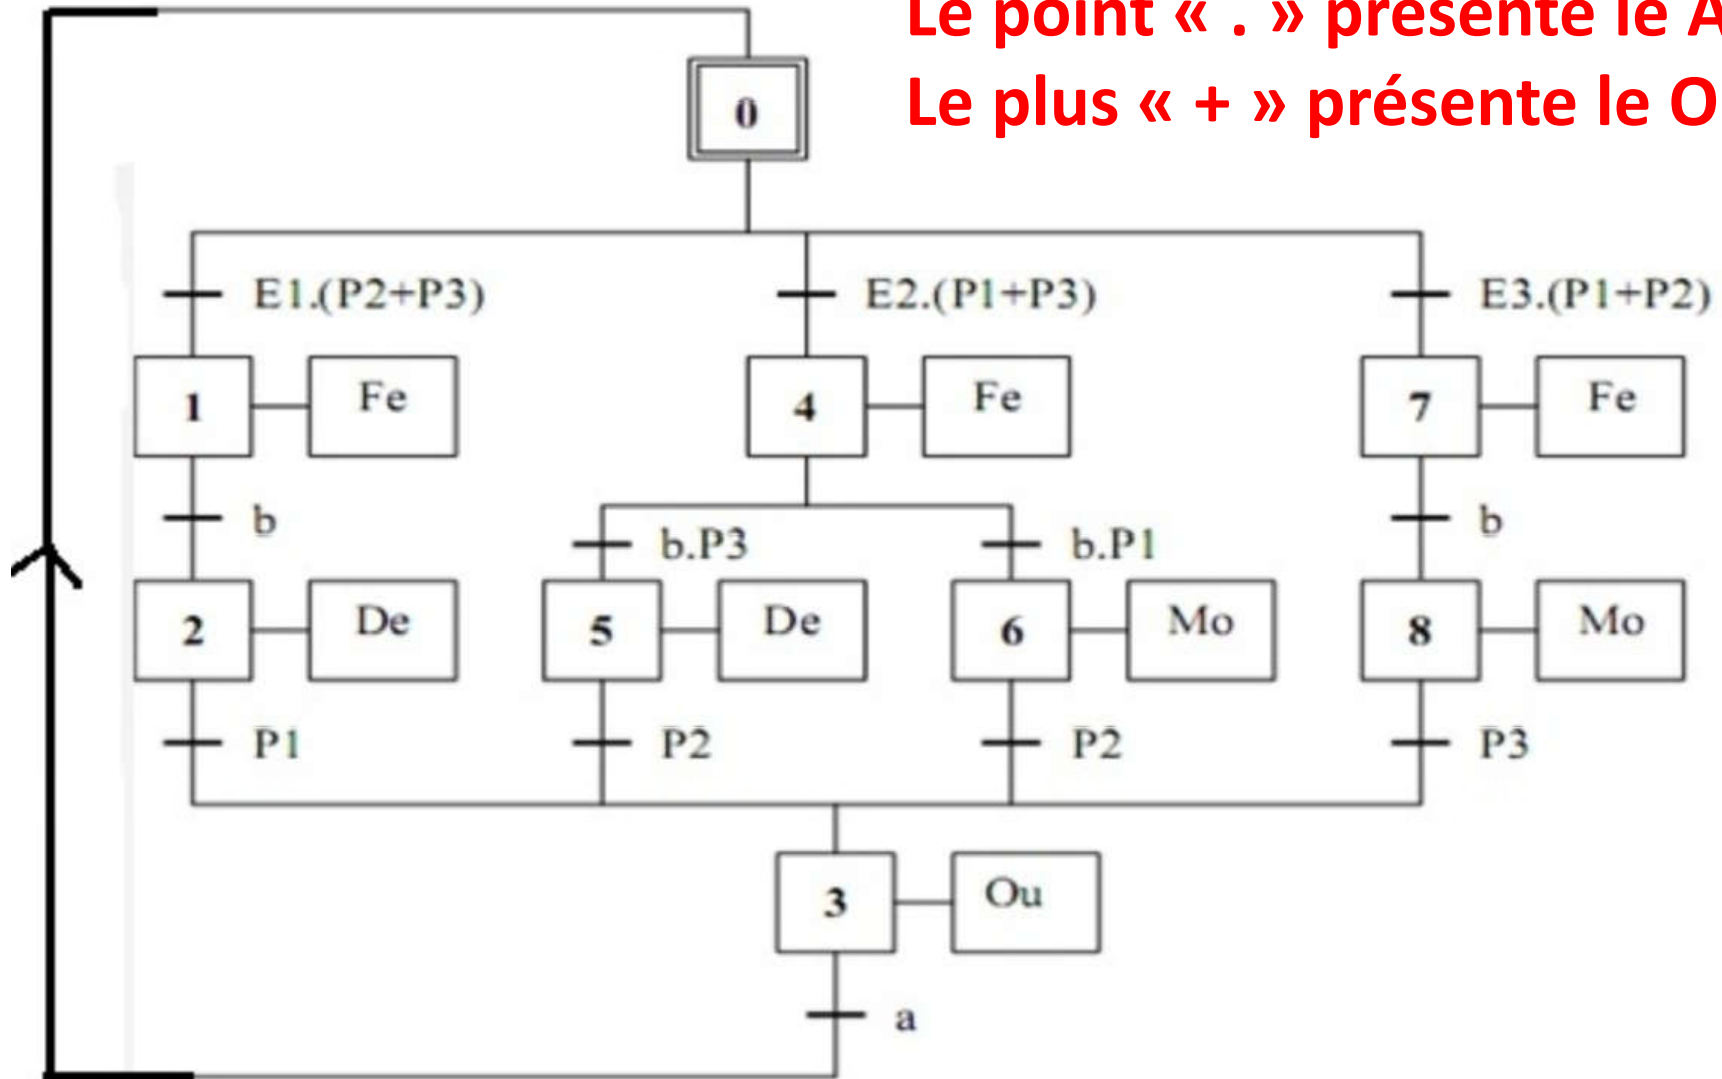 Le point « . » présente le A
Le plus « + » présente le O
0
E1.(P2+P3) E2.(P1+P3) E3.(P1+P2)
1 Fe 4 Fe 7 Fe
b b.P3 b.P1 b
2 De 5 De 6 Mo 8 Mo
P1 P2 P2 P3
3 Ou
a